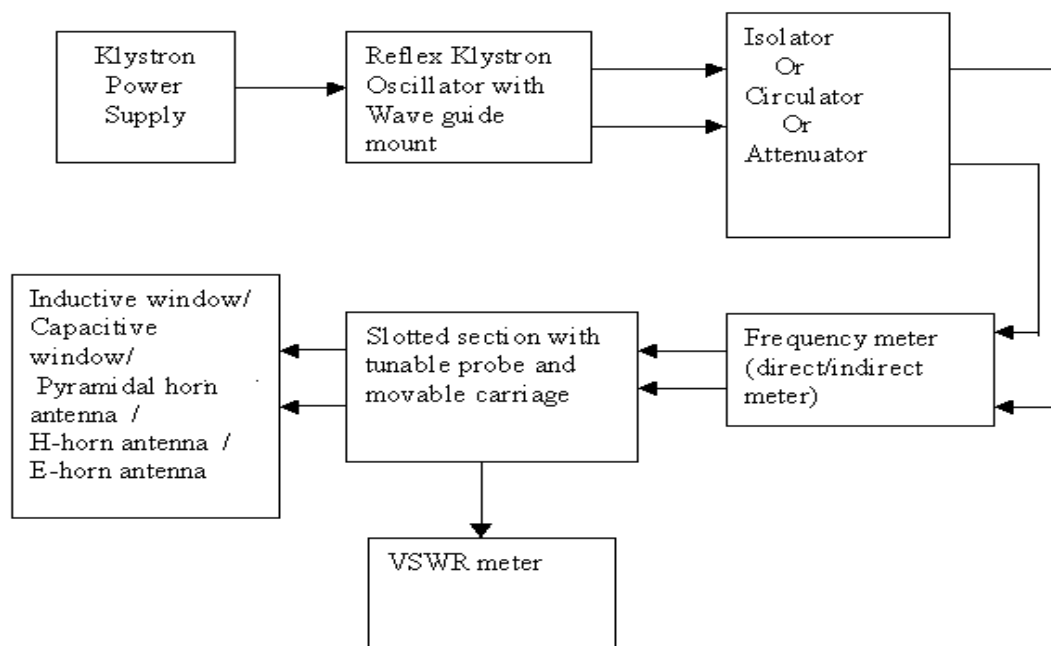 Klystron
Power
Supply
Reflex Klystron
Oscillator with
Wave guide
mount
Isolator
Or
Circulator
Or
Attenuator
Inductive window/
Capacitive
window/
Pyramidal horn
antenna /
H-horn antenna /
E-horn antenna
Slotted section with
tunable probe and
movable carriage
Frequency meter
(direct/indirect
meter)
VSWR meter